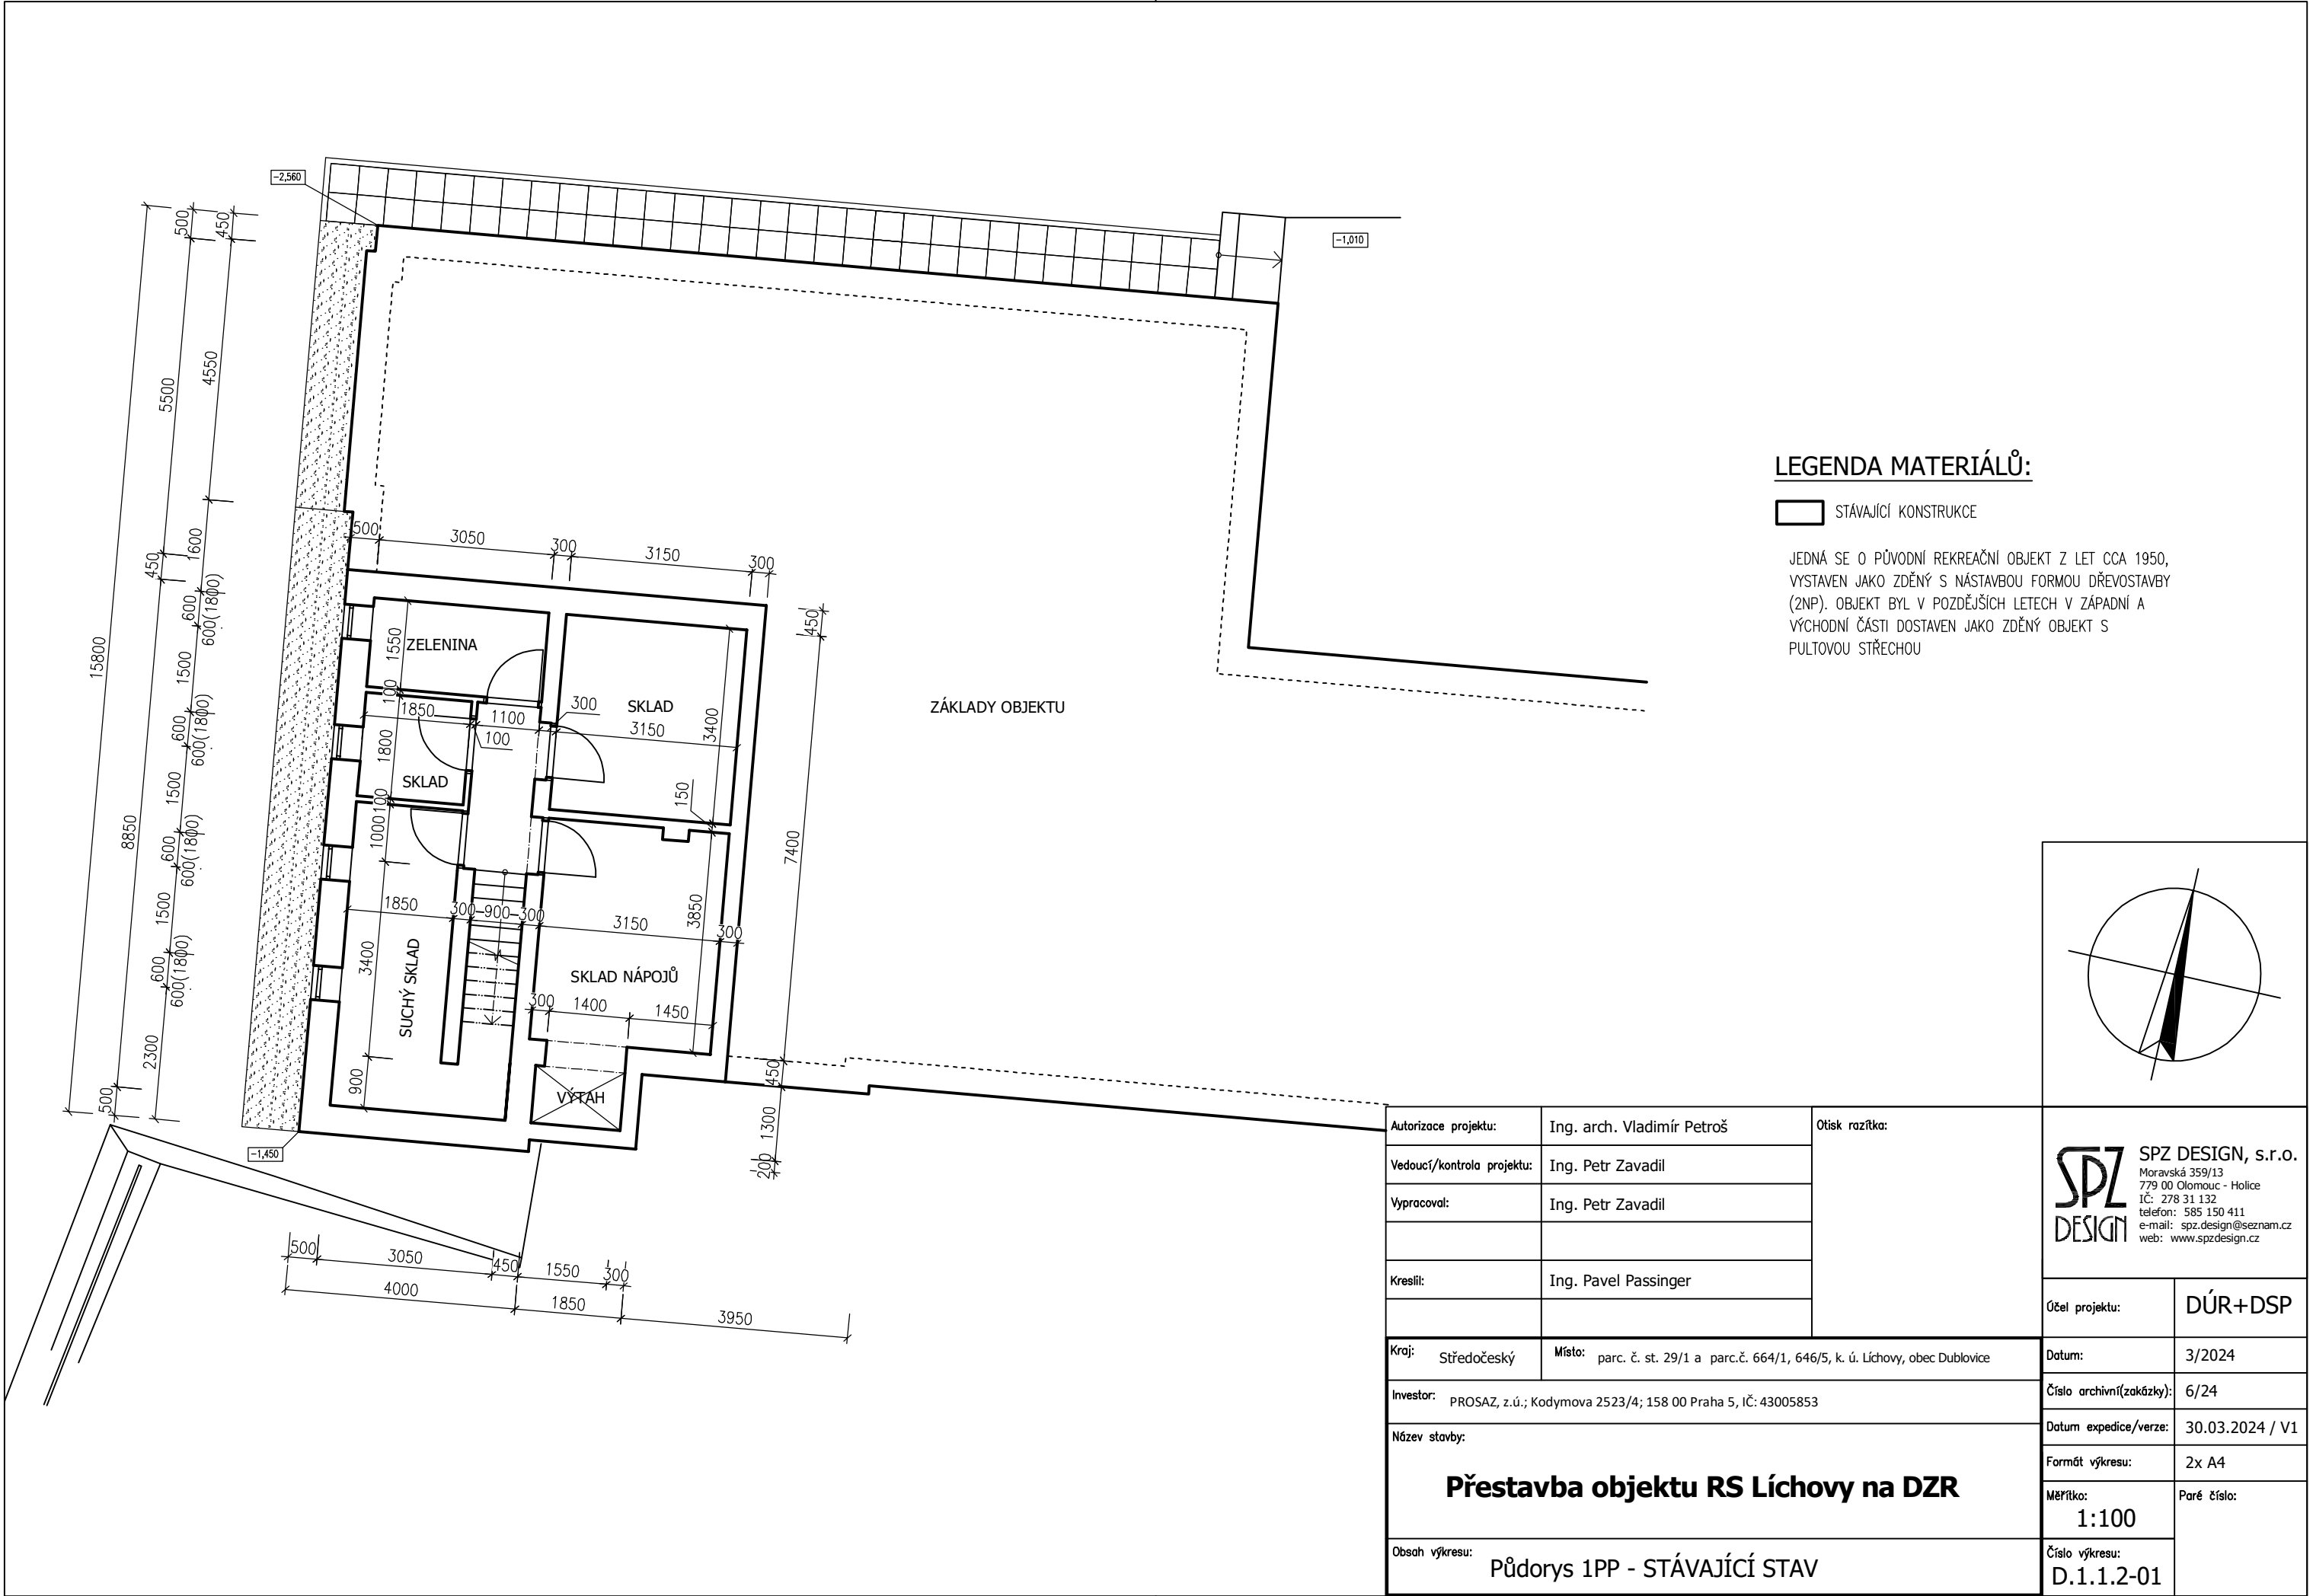 -2,560
-1,010
500
450
500
450
15800
5500
4550
450
8850
500
1600
600
600(1800)
1500
600
600(1800)
1500
600
600(1800)
1500
600
600(1800)
2300
500
3050
300
3150
300
450
7400
450
1300
200
ZELENINA
1550
100
1850
1100
300
100
SKLAD
3150
3400
1800
SKLAD
150
100
1000
1850
300
900
300
3150
3850
300
3400
SUCHÝ SKLAD
SKLAD NÁPOJŮ
300
1400
1450
900
VÝTAH
-1,450
500
3050
450
1550
300
4000
1850
3950
ZÁKLADY OBJEKTU
LEGENDA MATERIÁLŮ:
STÁVAJÍCÍ KONSTRUKCE
JEDNÁ SE O PŮVODNÍ REKREAČNÍ OBJEKT Z LET CCA 1950,
VYSTAVEN JAKO ZDĚNÝ S NÁSTAVBOU FORMOU DŘEVOSTAVBY
(2NP). OBJEKT BYL V POZDĚJŠÍCH LETECH V ZÁPADNÍ A
VÝCHODNÍ ČÁSTI DOSTAVEN JAKO ZDĚNÝ OBJEKT S
PULTOVOU STŘECHOU
Autorizace projektu: Ing. arch. Vladimír Petroš
Otisk razítka:
Vedoucí/kontrola projektu: Ing. Petr Zavadil
Vypracoval: Ing. Petr Zavadil
Kreslil: Ing. Pavel Passinger
SPZ
DESIGN
SPZ DESIGN, s.r.o.
Moravská 359/13
779 00 Olomouc - Holice
IČ: 278 31 132
telefon: 585 150 411
e-mail: spz.design@seznam.cz
web: www.spzdesign.cz
Účel projektu: DÚR+DSP
Kraj: Středočeský
Místo: parc. č. st. 29/1 a parc.č. 664/1, 646/5, k. ú. Líchovy, obec Dublovice
Datum: 3/2024
Investor: PROSAZ, z.ú.; Kodymova 2523/4; 158 00 Praha 5, IČ: 43005853
Číslo archivní(zakázky): 6/24
Název stavby:
Přestavba objektu RS Líchovy na DZR
Datum expedice/verze: 30.03.2024 / V1
Formát výkresu: 2x A4
Měřítko:
1:100
Paré číslo:
Obsah výkresu: Půdorys 1PP - STÁVAJÍCÍ STAV
Číslo výkresu:
D.1.1.2-01